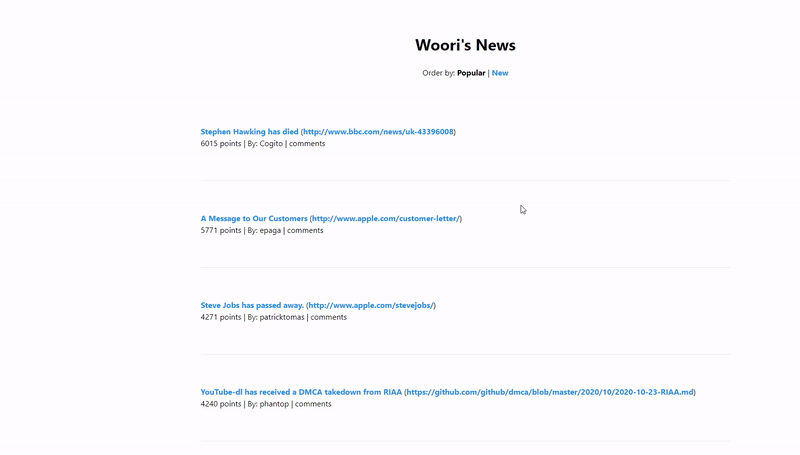 Woori's News
Order by: Popular | New
Stephen Hawking has died (http://www.bbc.com/news/uk-43396008)
6015 points | By: Cogito | comments
A Message to Our Customers (http://www.apple.com/customer-letter/)
5771 points | By: epaga | comments
Steve Jobs has passed away. (http://www.apple.com/stevejobs/)
4271 points | By: patricktomas | comments
YouTube-dl has received a DMCA takedown from RIAA (https://github.com/github/dmca/blob/master/2020/10/2020-10-23-RIAA.md)
4240 points | By: phantop | comments